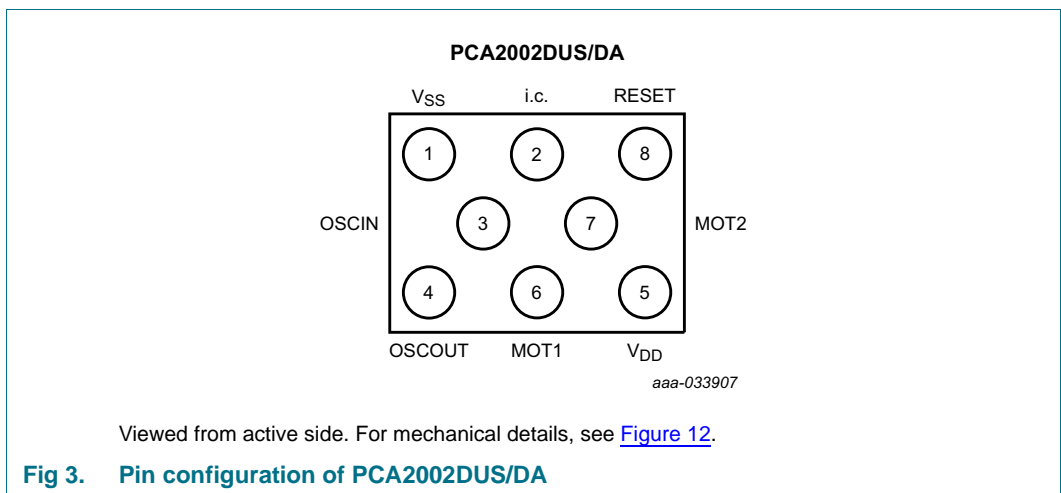 PCA2002DUS/DA
VSS i.c. RESET
1 2 8
OSCIN 3 7 MOT2
4 6 5
OSCOUT MOT1 VDD
aaa-033907
Viewed from active side. For mechanical details, see Figure 12.
Fig 3. Pin configuration of PCA2002DUS/DA